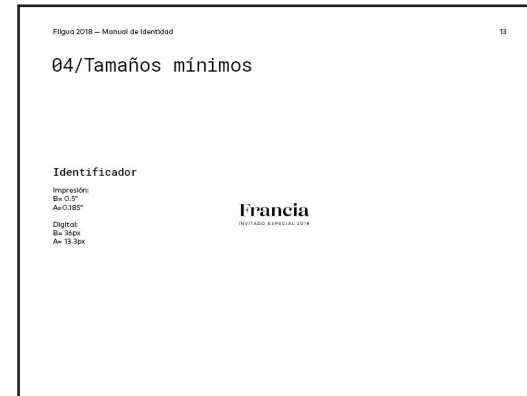 Filgua 2018 — Manual de Identidad
13
04/Tamaños mínimos
Identificador
Impresión:
B= 0.5"
A=0.185"
Digital:
B= 36px
A= 13.3px
Francia
INVITADO ESPECIAL 2018